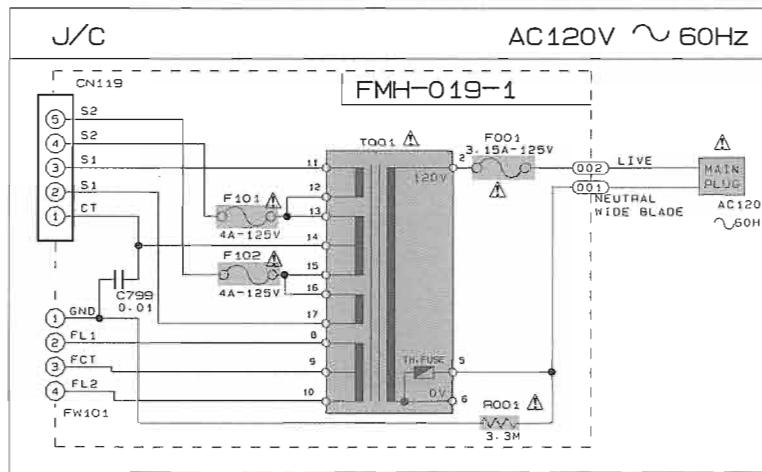 J/C AC120V ~ 60Hz
CN119
FMH-019-1
5 S2
4 S2
3 S1
2 S1
1 CT
T001
F001
3.15A-125V
11
2
120V
002 LIVE
MAIN
PLUG
12
F101
13
4A-125V
001
NEUTRAL
WIDE BLADE
AC120
~60H
14
F102
15
4A-125V
16
C799
0.01
17
1 GND
8
2 FL1
3 FCT
9
TH.FUSE
5
4 FL2
10
0V
6
FW101
R001
3.3M